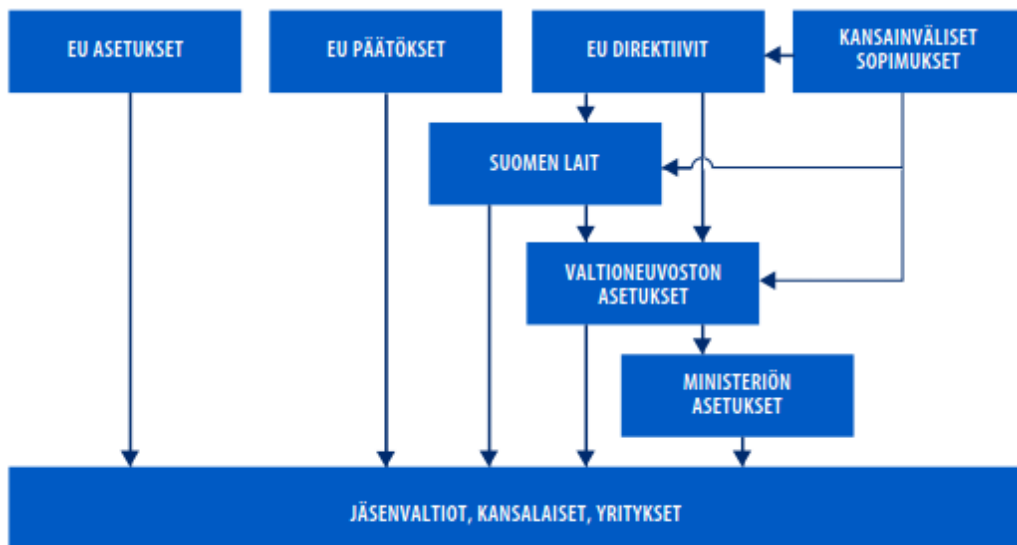 EU ASETUKSET
EU PÄÄTÖKSET
EU DIREKTIIVIT
KANSAINVÄLISET
SOPIMUKSET
SUOMEN LAIT
VALTIONEUVOSTON
ASETUKSET
MINISTERIÖN
ASETUKSET
JÄSENVALTIOT, KANSALAISET, YRITYKSET